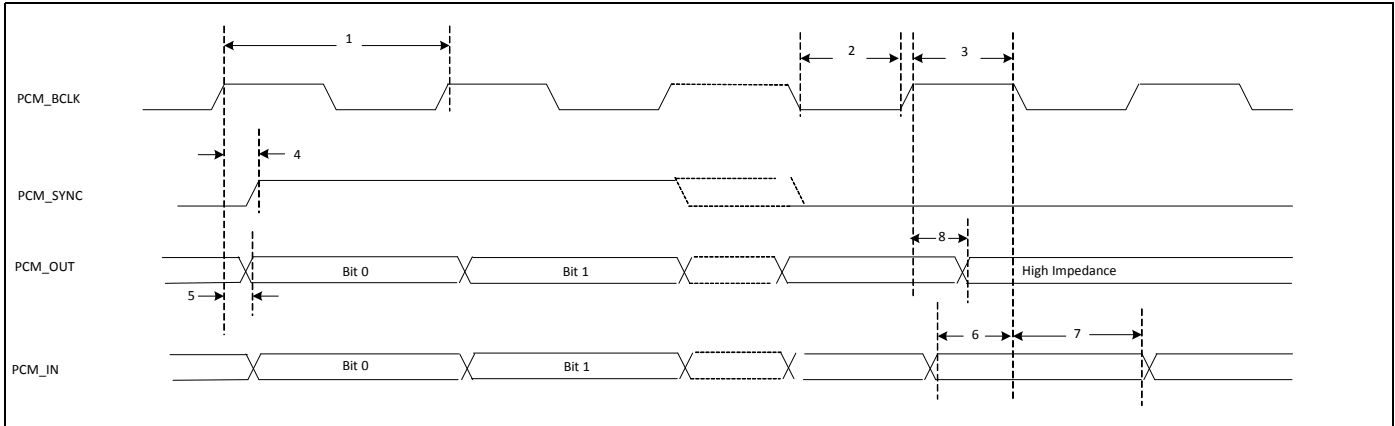 1
2
3
PCM_BCLK
4
PCM_SYNC
8
PCM_OUT
Bit 0
Bit 1
High Impedance
5
6
7
PCM_IN
Bit 0
Bit 1